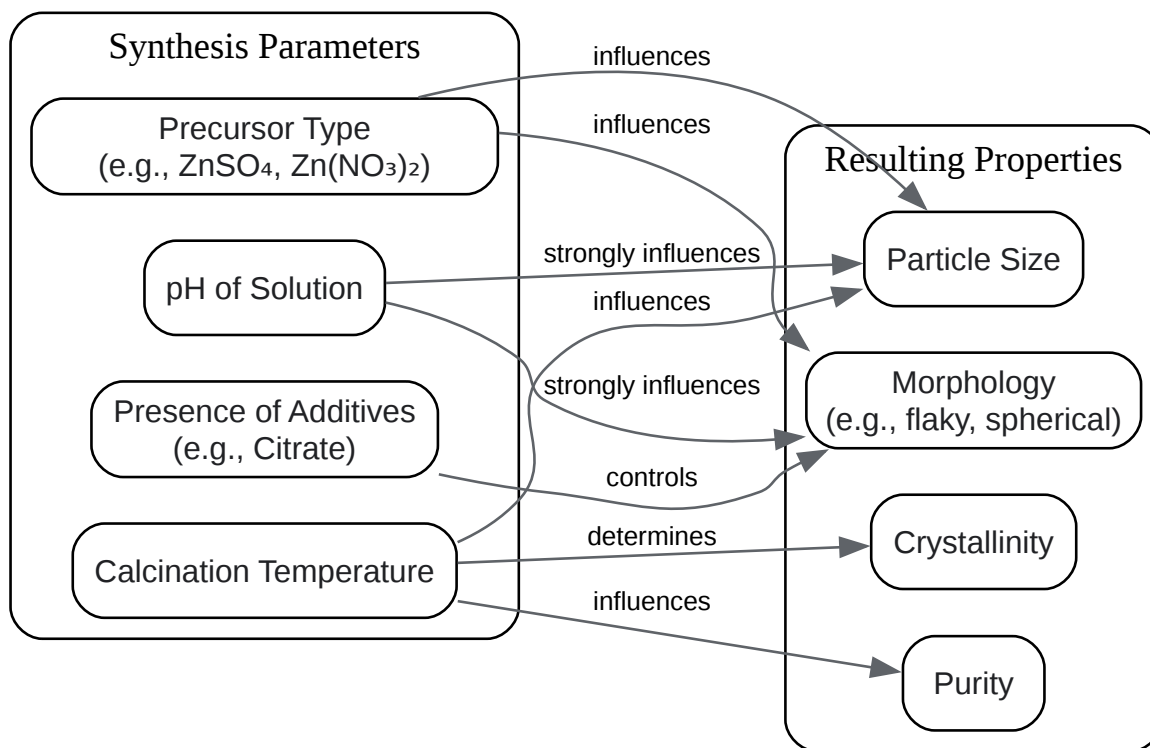 Synthesis Parameters
influences
Precursor Type
(e.g., ZnSO₄, Zn(NO₃)₂)
influences
Resulting Properties
pH of Solution
strongly influences
Particle Size
influences
Presence of Additives
(e.g., Citrate)
strongly influences
Morphology
(e.g., flaky, spherical)
controls
Calcination Temperature
determines
Crystallinity
influences
Purity